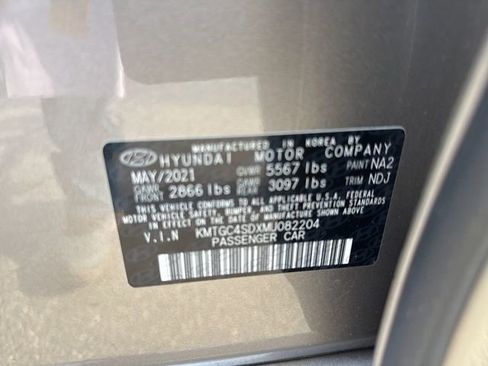 MANUFACTURED IN KOREA BY
HYUNDAI MOTOR COMPANY
MAY/2021 GVWR 5567 lbs PAINT NA2
GAWR FRONT 2866 lbs GAWR REAR 3097 lbs TRIM NDJ
THIS VEHICLE CONFORMS TO ALL APPLICABLE U.S.A. FEDERAL
MOTOR VEHICLE SAFETY, BUMPER, AND THEFT PREVENTION STANDARDS
IN EFFECT ON THE DATE OF MANUFACTURE SHOWN ABOVE.
V.I.N KMTGC4SDXMU082204
PASSENGER CAR